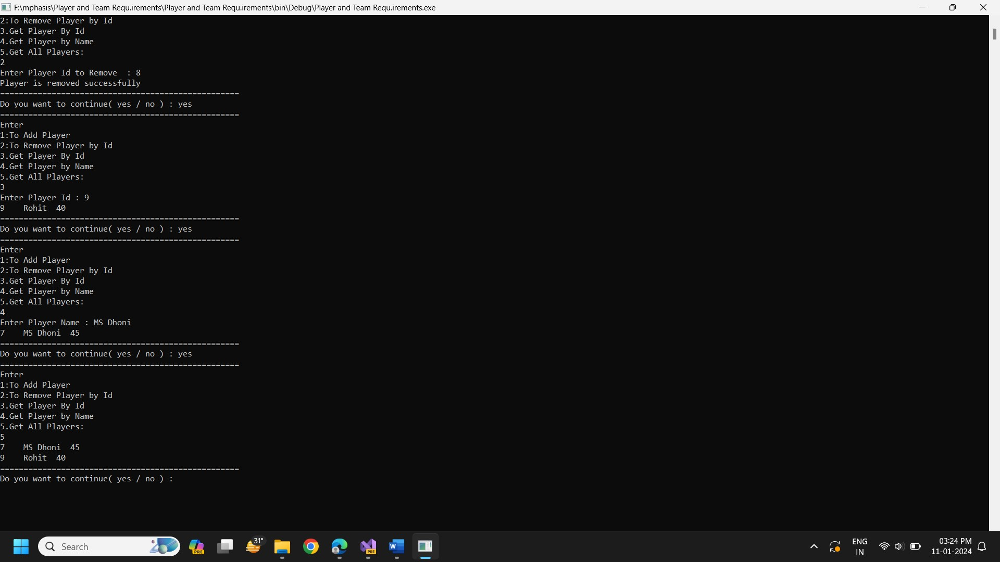 F:\mphasis\Player and Team Requ.irements\Player and Team Requ.irements\bin\Debug\Player and Team Requ.irements.exe
2:To Remove Player by Id
3.Get Player By Id
4.Get Player by Name
5.Get All Players:
2
Enter Player Id to Remove  : 8
Player is removed successfully
===================================================
Do you want to continue( yes / no ) : yes
===================================================
Enter
1:To Add Player
2:To Remove Player by Id
3.Get Player By Id
4.Get Player by Name
5.Get All Players:
3
Enter Player Id : 9
9    Rohit  40
===================================================
Do you want to continue( yes / no ) : yes
===================================================
Enter
1:To Add Player
2:To Remove Player by Id
3.Get Player By Id
4.Get Player by Name
5.Get All Players:
4
Enter Player Name : MS Dhoni
7    MS Dhoni  45
===================================================
Do you want to continue( yes / no ) : yes
===================================================
Enter
1:To Add Player
2:To Remove Player by Id
3.Get Player By Id
4.Get Player by Name
5.Get All Players:
5
7    MS Dhoni  45
9    Rohit  40
===================================================
Do you want to continue( yes / no ) :
Search
PRE
31°
PRE
W
ENG
IN
03:24 PM
11-01-2024